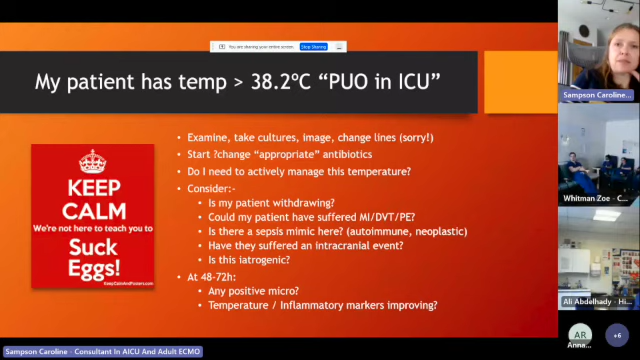 You are sharing your entire screen.
Stop Sharing
My patient has temp > 38.2°C “PUO in ICU”
KEEP
CALM
We're not here to teach you to
Suck
Eggs!
KeepCalmAndPosters.com
• Examine, take cultures, image, change lines (sorry!)
• Start ?change “appropriate” antibiotics
• Do I need to actively manage this temperature?
• Consider:-
• Is my patient withdrawing?
• Could my patient have suffered MI/DVT/PE?
• Is there a sepsis mimic here? (autoimmune, neoplastic)
• Have they suffered an intracranial event?
• Is this iatrogenic?
• At 48-72h:
• Any positive micro?
• Temperature / Inflammatory markers improving?
Sampson Caroline - Consultant In AICU And Adult ECMO
Sampson Caroline...
Whitman Zoe - C...
Ali Abdelhady - Hi...
AR
Anna...
+6